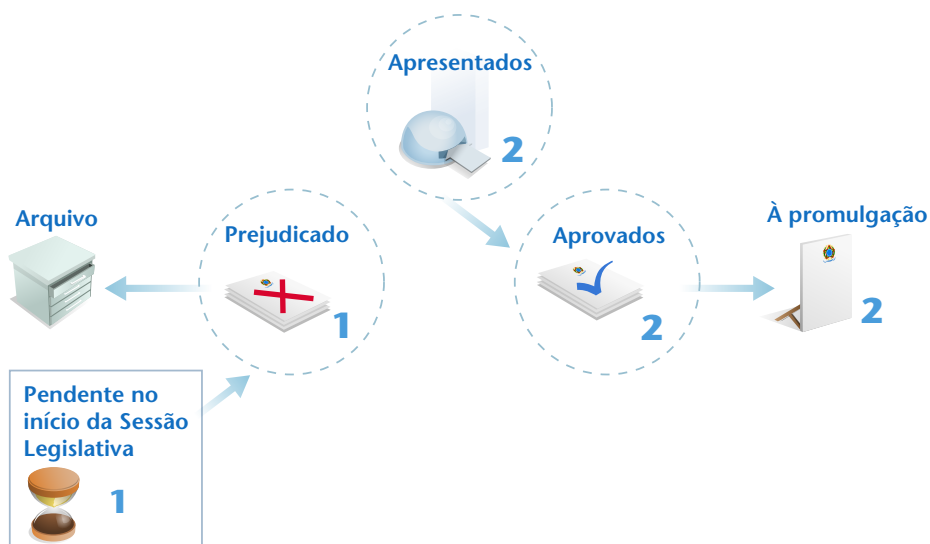 Apresentados
2
Arquivo
Prejudicado
1
Aprovados
2
À promulgação
2
Pendente no
início da Sessão
Legislativa
1